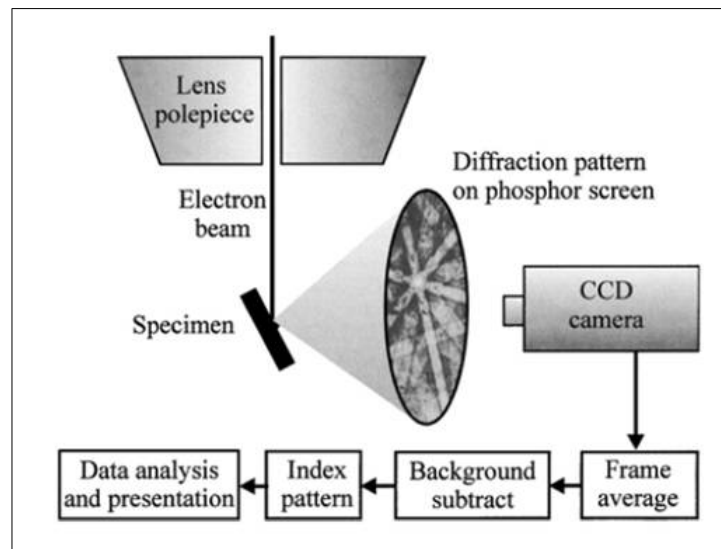 Lens
polepiece
Electron
beam
Specimen
Diffraction pattern
on phosphor screen
CCD
camera
Data analysis
and presentation
Index
pattern
Background
subtract
Frame
average